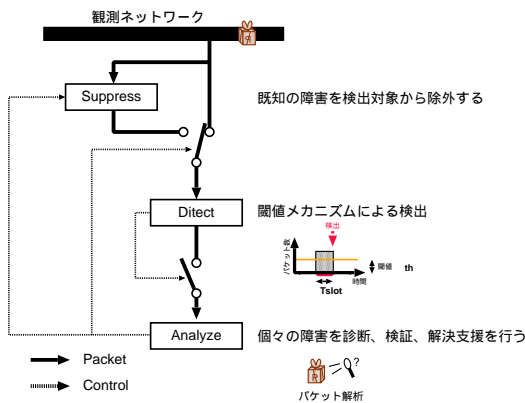 観測ネットワーク
Suppress
既知の障害を検出対象から除外する
Ditect
閾値メカニズムによる検出
検出
パケット数
閾値
th
時間
Tslot
Analyze
個々の障害を診断、検証、解決支援を行う
Packet
Control
?
パケット解析